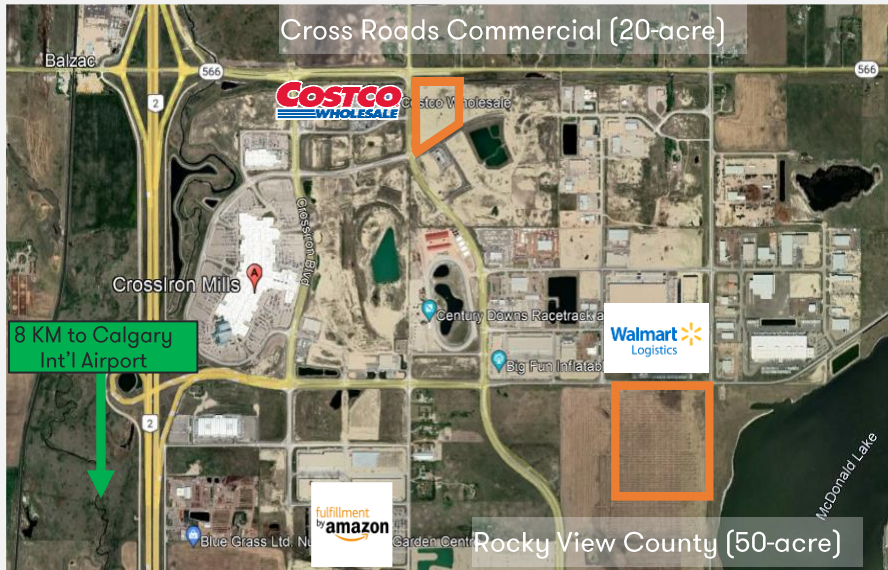 Cross Roads Commercial (20-acre)
Balzac
566
566
2
COSTCO
WHOLESALE
Costco Wholesale
CrossIron Blvd
CrossIron Mills
A
8 KM to Calgary
Int'l Airport
Century Downs Racetrack a
Walmart
Logistics
Big Fun Inflatab
2
McDonald Lake
fulfillment
by amazon
Blue Grass Ltd. Nu
Garden Centr
Rocky View County (50-acre)